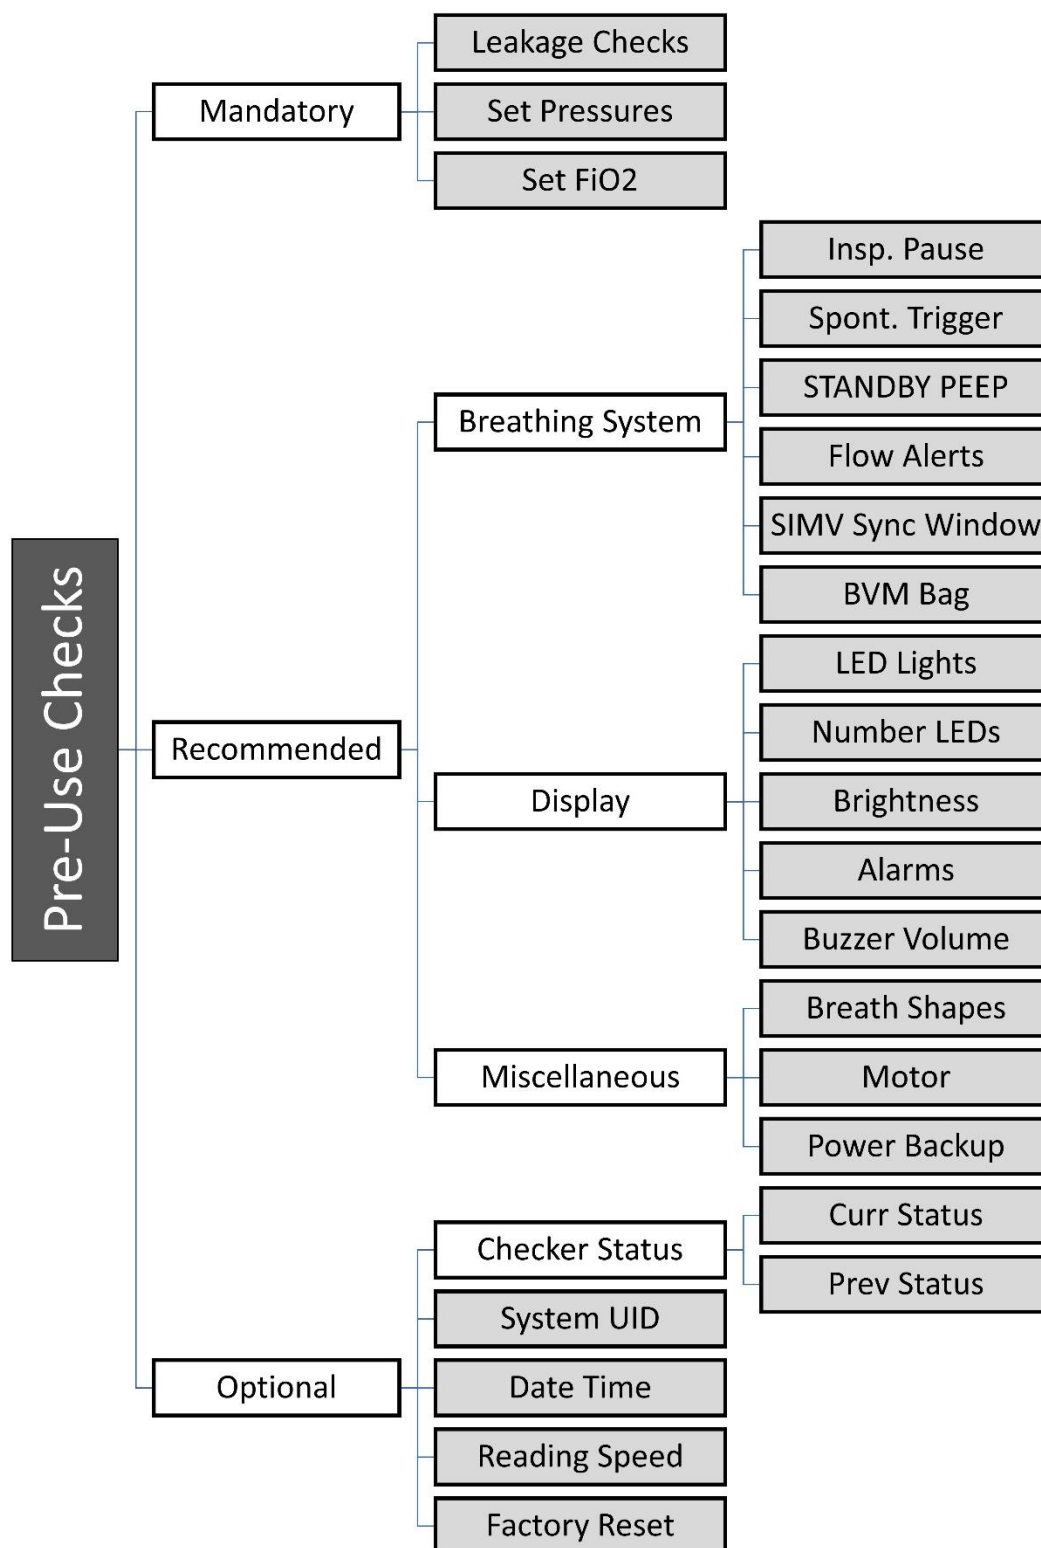 Pre-Use Checks
Mandatory
Leakage Checks
Set Pressures
Set FiO2
Recommended
Breathing System
Insp. Pause
Spont. Trigger
STANDBY PEEP
Flow Alerts
SIMV Sync Window
BVM Bag
Display
LED Lights
Number LEDs
Brightness
Alarms
Buzzer Volume
Miscellaneous
Breath Shapes
Motor
Power Backup
Optional
Checker Status
Curr Status
Prev Status
System UID
Date Time
Reading Speed
Factory Reset